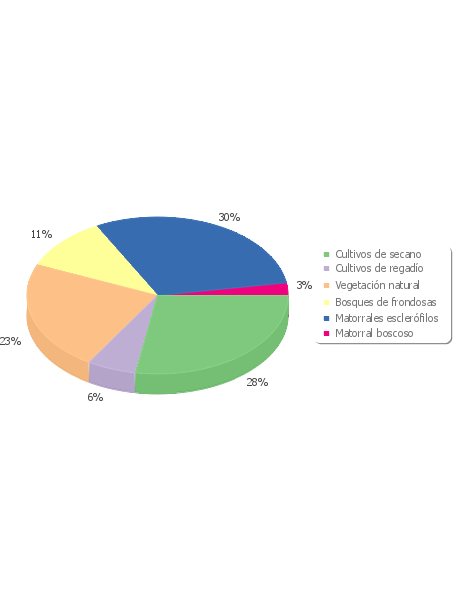 30%
11%
3%
23%
6%
28%
Cultivos de secano
Cultivos de regadío
Vegetación natural
Bosques de frondosas
Matorrales esclerófilos
Matorral boscoso